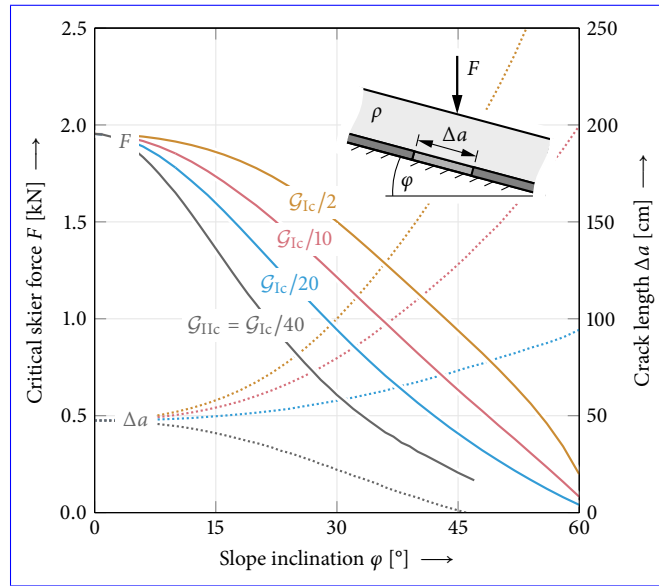 2.5
2.0
1.5
1.0
0.5
0.0
Critical skier force F [kN] ⟶
250
200
150
100
50
0
Crack length Δa [cm] ⟶
0
15
30
45
60
Slope inclination φ [°] ⟶
F
Δa
𝒢Ic/2
𝒢Ic/10
𝒢Ic/20
𝒢IIc = 𝒢Ic/40
F
ρ
Δa
φ